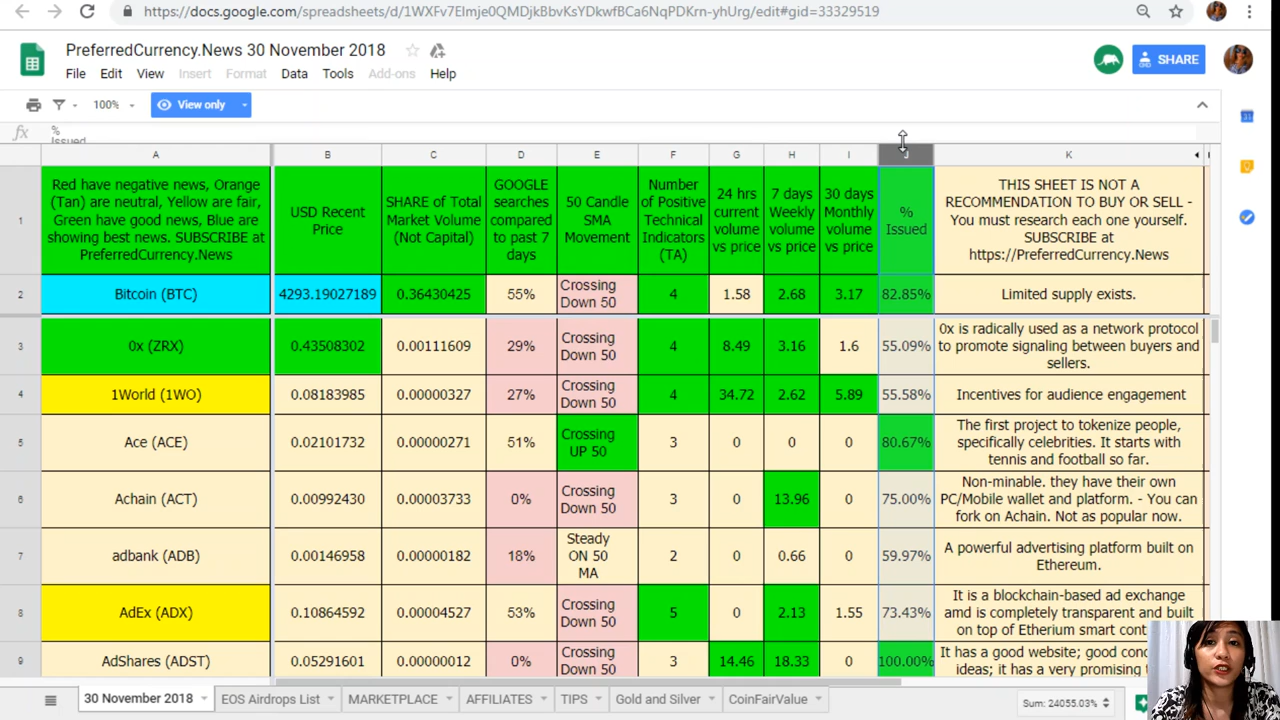 https://docs.google.com/spreadsheets/d/1WXFv7EImje0QMDjkBbvKsYDkwfBCa6NqPDKrn-yhUrg/edit#gid=33329519
PreferredCurrency.News 30 November 2018
SHARE
File Edit View Insert Format Data Tools Add-ons Help
100% View only
fx %
Issued
A B C D E F G H I J K
1
Red have negative news, Orange
(Tan) are neutral, Yellow are fair,
Green have good news, Blue are
showing best news. SUBSCRIBE at
PreferredCurrency.News
USD Recent
Price
SHARE of Total
Market Volume
(Not Capital)
GOOGLE
searches
compared
to past 7
days
50 Candle
SMA
Movement
Number
of Positive
Technical
Indicators
(TA)
24 hrs
current
volume
vs price
7 days
Weekly
volume
vs price
30 days
Monthly
volume
vs price
%
Issued
THIS SHEET IS NOT A
RECOMMENDATION TO BUY OR SELL -
You must research each one yourself.
SUBSCRIBE at
https://PreferredCurrency.News
2 Bitcoin (BTC) 4293.19027189 0.36430425 55% Crossing
Down 50 4 1.58 2.68 3.17 82.85% Limited supply exists.
3 0x (ZRX) 0.43508302 0.00111609 29% Crossing
Down 50 4 8.49 3.16 1.6 55.09%
0x is radically used as a network protocol
to promote signaling between buyers and
sellers.
4 1World (1WO) 0.08183985 0.00000327 27% Crossing
Down 50 4 34.72 2.62 5.89 55.58% Incentives for audience engagement
5 Ace (ACE) 0.02101732 0.00000271 51% Crossing
UP 50 3 0 0 0 80.67%
The first project to tokenize people,
specifically celebrities. It starts with
tennis and football so far.
6 Achain (ACT) 0.00992430 0.00003733 0% Crossing
Down 50 3 0 13.96 0 75.00%
Non-minable. they have their own
PC/Mobile wallet and platform. - You can
fork on Achain. Not as popular now.
7 adbank (ADB) 0.00146958 0.00000182 18% Steady
ON 50
MA 2 0 0.66 0 59.97%
A powerful advertising platform built on
Ethereum.
8 AdEx (ADX) 0.10864592 0.00004527 53% Crossing
Down 50 5 0 2.13 1.55 73.43%
It is a blockchain-based ad exchange
amd is completely transparent and built
on top of Etherium smart cont
9 AdShares (ADST) 0.05291601 0.00000012 0% Crossing
Down 50 3 14.46 18.33 0 100.00%
It has a good website; good con
ideas; it has a very promising
30 November 2018 EOS Airdrops List MARKETPLACE AFFILIATES TIPS Gold and Silver CoinFairValue Sum: 24055.03%